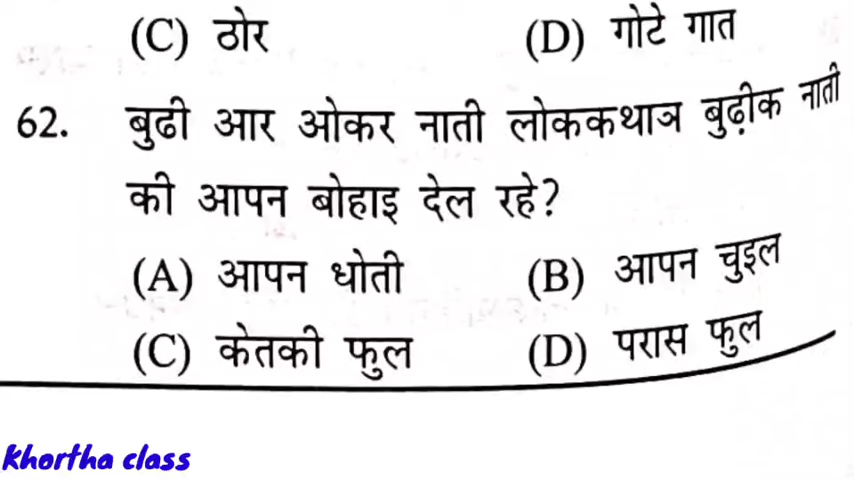 (C) ठोर (D) गोटे गात
62. बुढी आर ओकर नाती लोककथाञ बुढ़ीक नाती
की आपन बोहाइ देल रहे?
(A) आपन धोती (B) आपन चुइल
(C) केतकी फुल (D) परास फुल
Khortha class